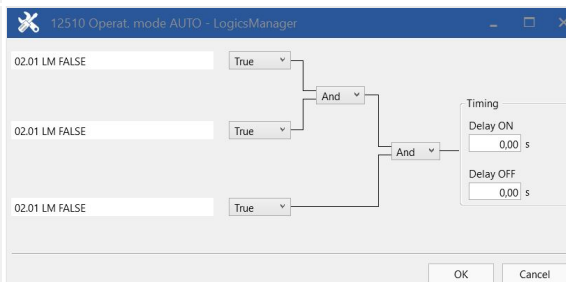 12510 Operat. mode AUTO - LogicsManager
02.01 LM FALSE
True
And
Timing
Delay ON
0,00 s
02.01 LM FALSE
True
And
Delay OFF
0,00 s
02.01 LM FALSE
True
OK
Cancel